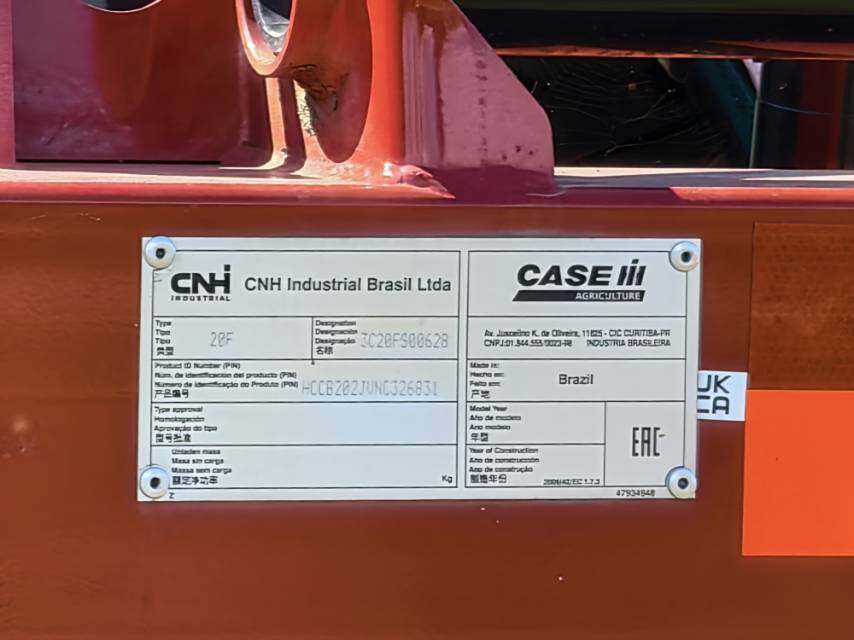 CNH
INDUSTRIAL
CNH Industrial Brasil Ltda
CASE III
AGRICULTURE
Type
Tipo
Tipo
类型
20F
Designation
Designación
Designação
名称
3C20FS00628
Av. Juscelino K. de Oliveira, 11825 - CIC CURITIBA-PR
CNPJ:01.844.555/0023-98 INDUSTRIA BRASILEIRA
Product ID Number (PIN)
Núm. de identificación del producto (PIN)
Número de identificação do Produto (PIN)
产品编号
HCCB202JVNC326831
Made in:
Hecho en:
Feito em:
产地
Brazil
UK
CA
Type approval
Homologación
Aprovação do tipo
型号批准
Model Year
Año de modelo
Ano modelo
年型
EAC
Unladen mass
Masa sin carga
Massa sem carga
额定净功率
Kg
Year of Construction
Año de construcción
Ano de construção
制造年份
2006/42/EC 1.7.3
Z
47934948